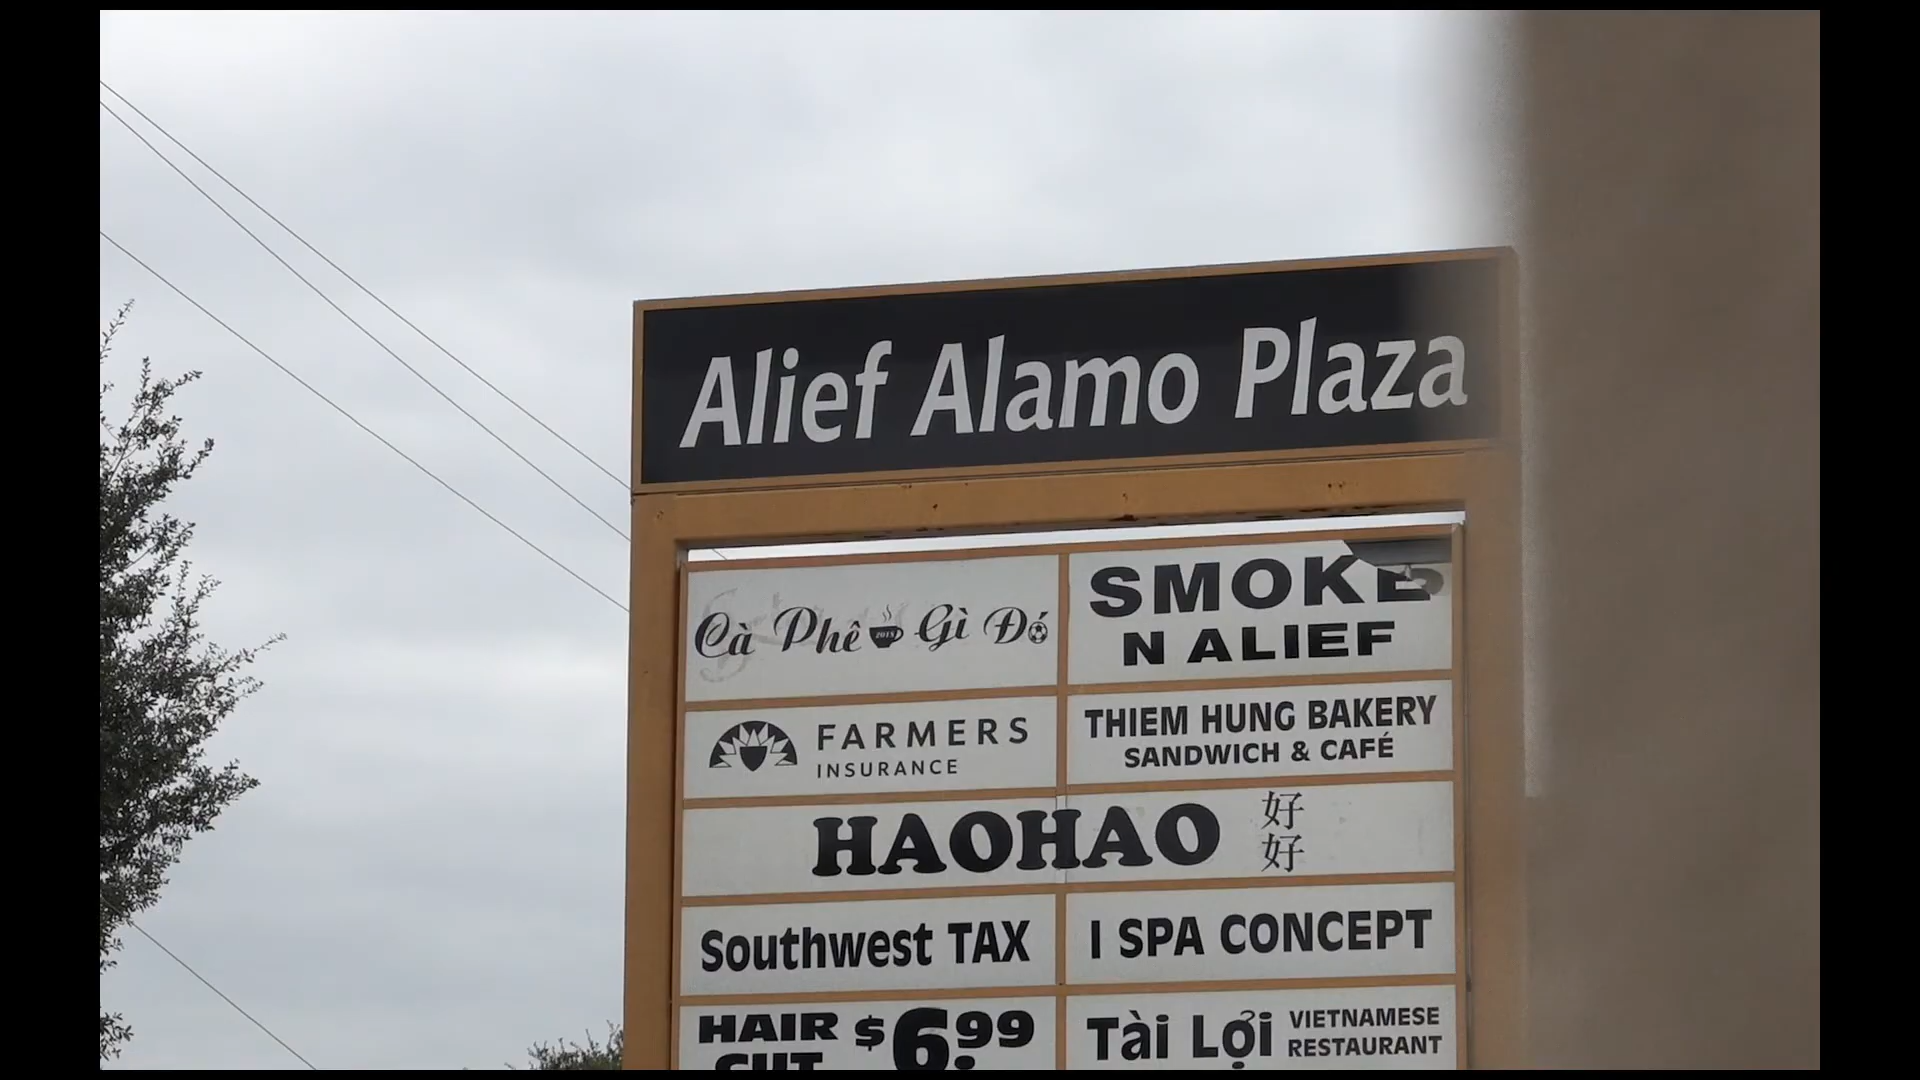 Alief Alamo Plaza
Cà Phê 2018 Gì Đó
SMOKE
N ALIEF
FARMERS
INSURANCE
THIEM HUNG BAKERY
SANDWICH & CAFÉ
HAOHAO
好
好
Southwest TAX
I SPA CONCEPT
HAIR $6.99
CUT
Tài Lợi
VIETNAMESE
RESTAURANT